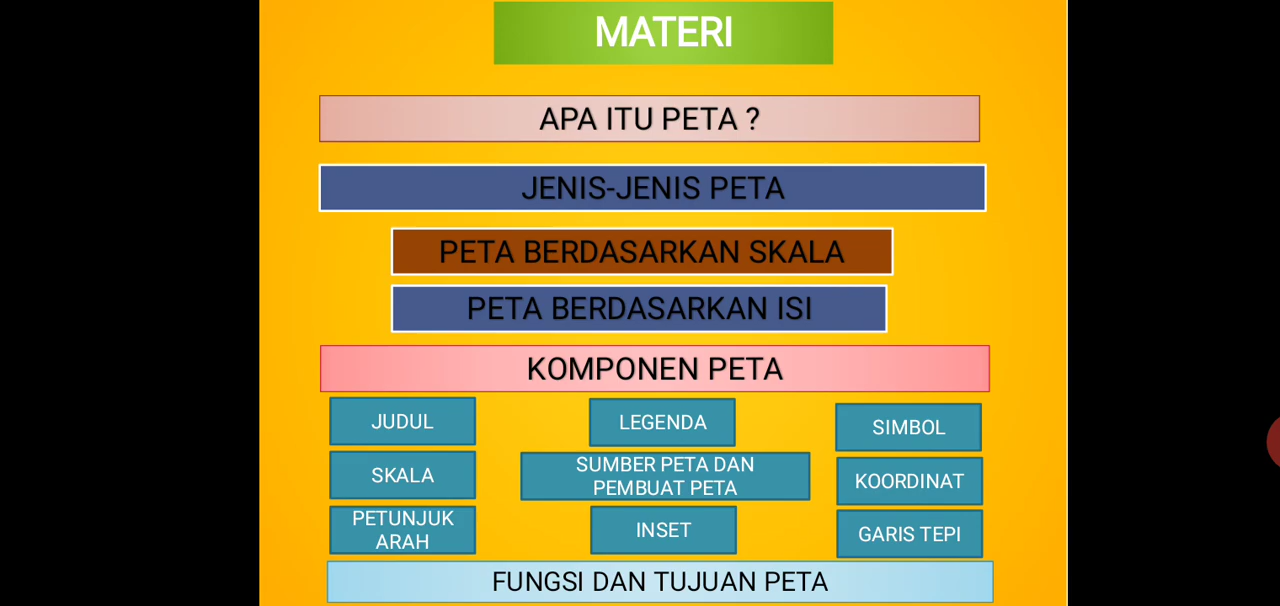 MATERI
APA ITU PETA ?
JENIS-JENIS PETA
PETA BERDASARKAN SKALA
PETA BERDASARKAN ISI
KOMPONEN PETA
JUDUL
LEGENDA
SIMBOL
SKALA
SUMBER PETA DAN
PEMBUAT PETA
KOORDINAT
PETUNJUK
ARAH
INSET
GARIS TEPI
FUNGSI DAN TUJUAN PETA